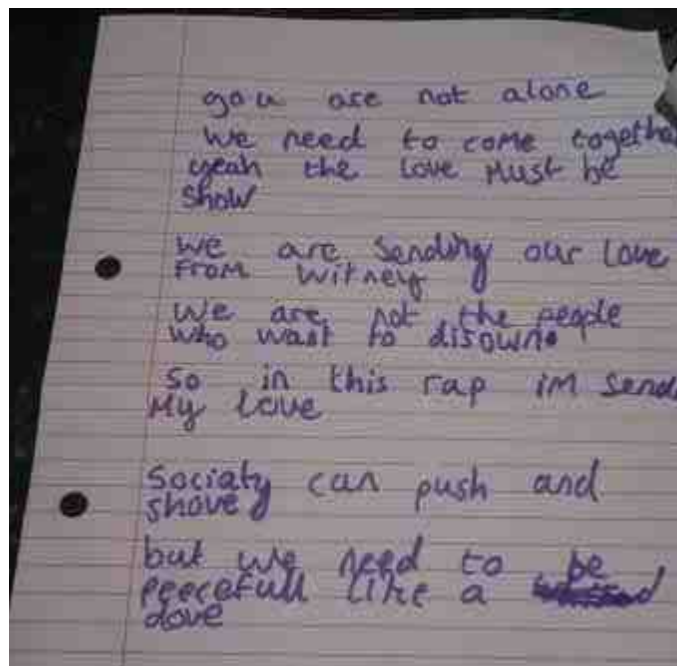 you are not alone
We need to come together
yeah the love must be
show
We are sending our love
From Witney
We are not the people
who want to disown
So in this rap im send
My love
Sociaty can push and
shove
but we need to be
peecefull like a
dove